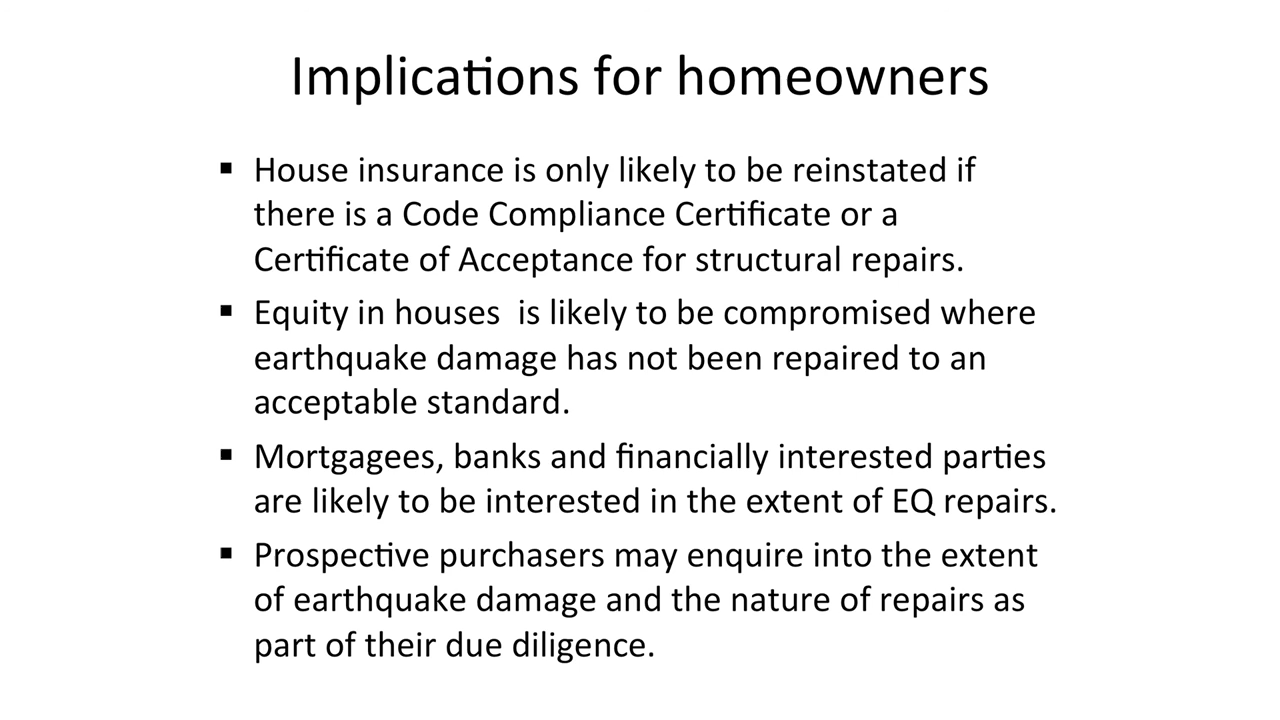 Implications for homeowners
▪ House insurance is only likely to be reinstated if
there is a Code Compliance Certificate or a
Certificate of Acceptance for structural repairs.
▪ Equity in houses  is likely to be compromised where
earthquake damage has not been repaired to an
acceptable standard.
▪ Mortgagees, banks and financially interested parties
are likely to be interested in the extent of EQ repairs.
▪ Prospective purchasers may enquire into the extent
of earthquake damage and the nature of repairs as
part of their due diligence.